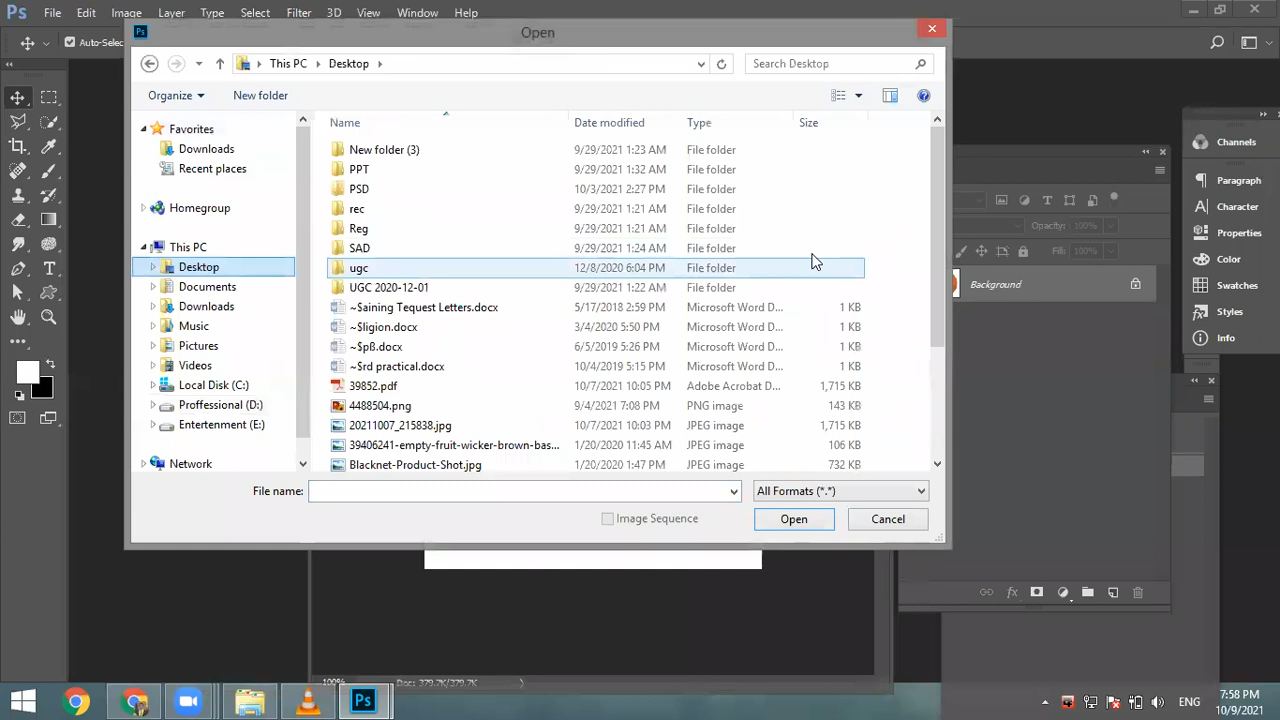 Ps File Edit Image Layer Type Select Filter 3D View Window Help
Ps Open
Auto-Selec
This PC Desktop Search Desktop
Organize New folder
Name Date modified Type Size
Favorites
Downloads
Recent places
Homegroup
This PC
Desktop
Documents
Downloads
Music
Pictures
Videos
Local Disk (C:)
Proffessional (D:)
Entertenment (E:)
Network
New folder (3) 9/29/2021 1:23 AM File folder
PPT 9/29/2021 1:32 AM File folder
PSD 10/3/2021 2:27 PM File folder
rec 9/29/2021 1:21 AM File folder
Reg 9/29/2021 1:21 AM File folder
SAD 9/29/2021 1:24 AM File folder
ugc 12/8/2020 6:04 PM File folder
UGC 2020-12-01 9/29/2021 1:22 AM File folder
~$aining Tequest Letters.docx 5/17/2018 2:59 PM Microsoft Word D... 1 KB
~$ligion.docx 3/4/2020 5:50 PM Microsoft Word D... 1 KB
~$pß.docx 6/5/2019 5:26 PM Microsoft Word D... 1 KB
~$rd practical.docx 10/4/2019 5:15 PM Microsoft Word D... 1 KB
39852.pdf 10/7/2021 10:05 PM Adobe Acrobat D... 1,715 KB
4488504.png 9/4/2021 7:08 PM PNG image 143 KB
20211007_215838.jpg 10/7/2021 10:03 PM JPEG image 1,715 KB
39406241-empty-fruit-wicker-brown-bas... 1/20/2020 11:45 AM JPEG image 106 KB
Blacknet-Product-Shot.jpg 1/20/2020 1:47 PM JPEG image 732 KB
File name: All Formats (*.*)
Image Sequence Open Cancel
Channels
Paragraph
Character
Properties
Color
Swatches
Styles
Info
Opacity: 100%
Fill: 100%
Background
100% Doc: 379.7K/379.7K
Ps
ENG 7:58 PM
10/9/2021